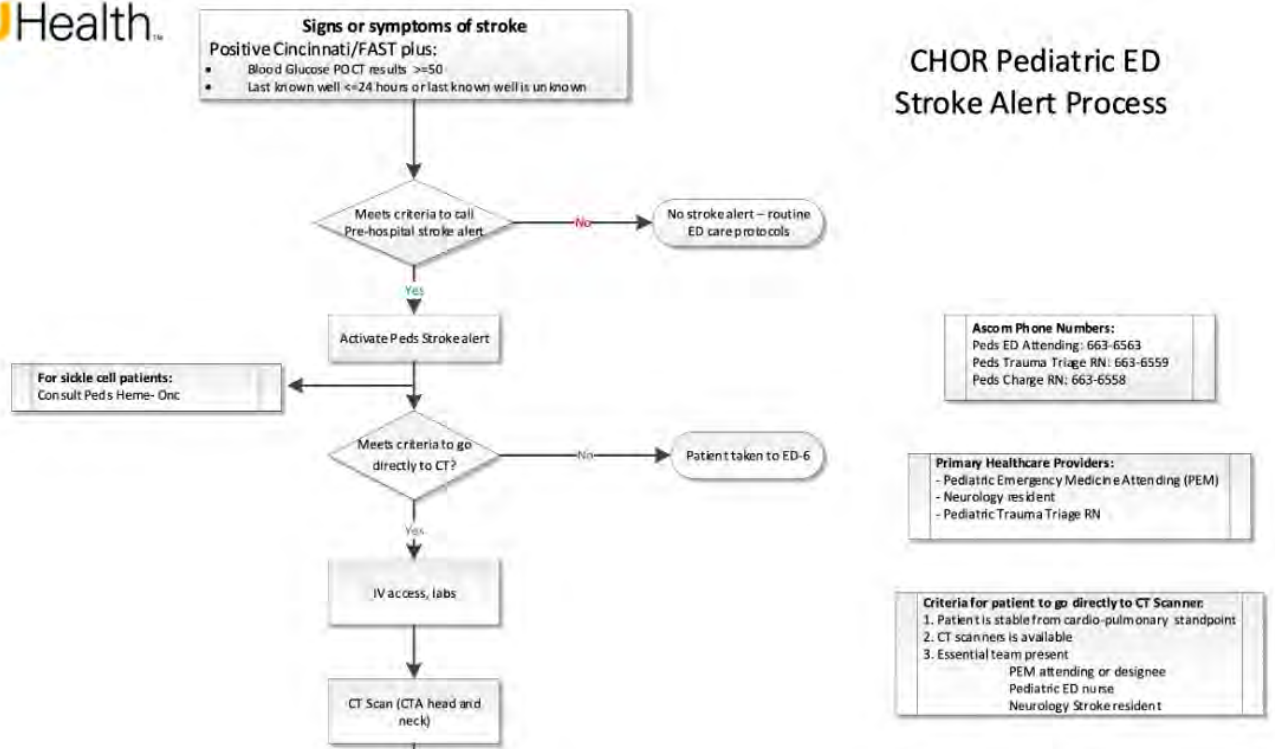 Health™
CHOR Pediatric ED
Stroke Alert Process
Signs or symptoms of stroke
Positive Cincinnati/FAST plus:
• Blood Glucose POCT results >=50
• Last known well <=24 hours or last known well is unknown
Meets criteria to call
Pre-hospital stroke alert
No
No stroke alert – routine
ED care protocols
Yes
Activate Peds Stroke alert
For sickle cell patients:
Consult Peds Heme- Onc
Meets criteria to go
directly to CT?
No
Patient taken to ED-6
Yes
IV access, labs
CT Scan (CTA head and
neck)
Ascom Phone Numbers:
Peds ED Attending: 663-6563
Peds Trauma Triage RN: 663-6559
Peds Charge RN: 663-6558
Primary Healthcare Providers:
- Pediatric Emergency Medicine Attending (PEM)
- Neurology resident
- Pediatric Trauma Triage RN
Criteria for patient to go directly to CT Scanner:
1. Patient is stable from cardio-pulmonary standpoint
2. CT scanners is available
3. Essential team present
PEM attending or designee
Pediatric ED nurse
Neurology Stroke resident